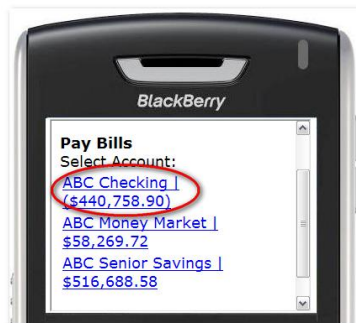 BlackBerry
Pay Bills
Select Account:
ABC Checking |
($440,758.90)
ABC Money Market |
$58,269.72
ABC Senior Savings |
$516,688.58